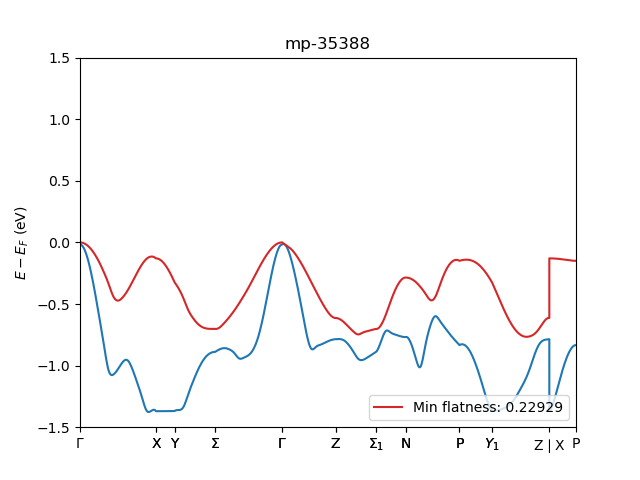 mp-35388
E − E_F (eV)
1.5
1.0
0.5
0.0
−0.5
−1.0
−1.5
Min flatness: 0.22929
Γ X Y Σ Γ Z Σ₁ N P Y₁ Z | X P